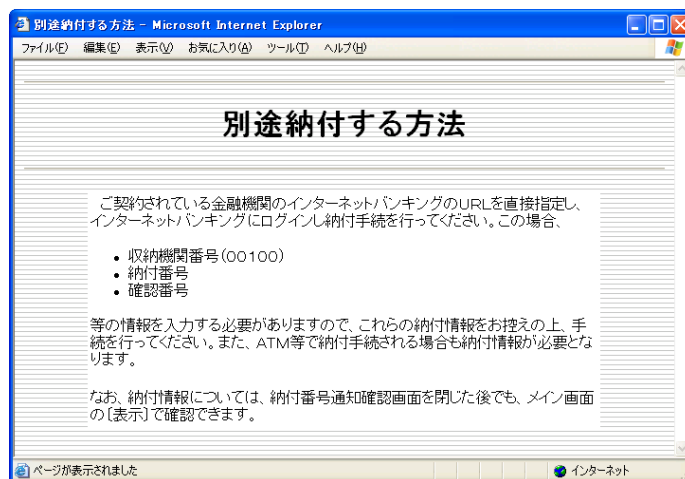 別途納付する方法 - Microsoft Internet Explorer
ファイル(F) 編集(E) 表示(V) お気に入り(A) ツール(T) ヘルプ(H)
別途納付する方法
ご契約されている金融機関のインターネットバンキングのURLを直接指定し、
インターネットバンキングにログインし納付手続を行ってください。この場合、
• 収納機関番号(00100)
• 納付番号
• 確認番号
等の情報を入力する必要がありますので、これらの納付情報をお控えの上、手
続を行ってください。また、ATM等で納付手続される場合も納付情報が必要とな
ります。
なお、納付情報については、納付番号通知確認画面を閉じた後でも、メイン画面
の[表示]で確認できます。
ページが表示されました インターネット